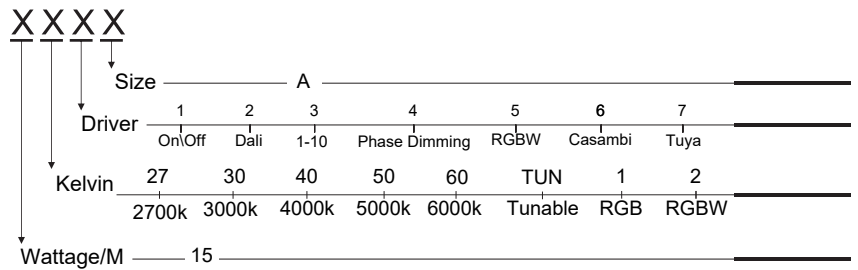 X X X X
Size A
1 2 3 4 5 6 7
Driver
On\Off Dali 1-10 Phase Dimming RGBW Casambi Tuya
27 30 40 50 60 TUN 1 2
Kelvin
2700k 3000k 4000k 5000k 6000k Tunable RGB RGBW
Wattage/M 15